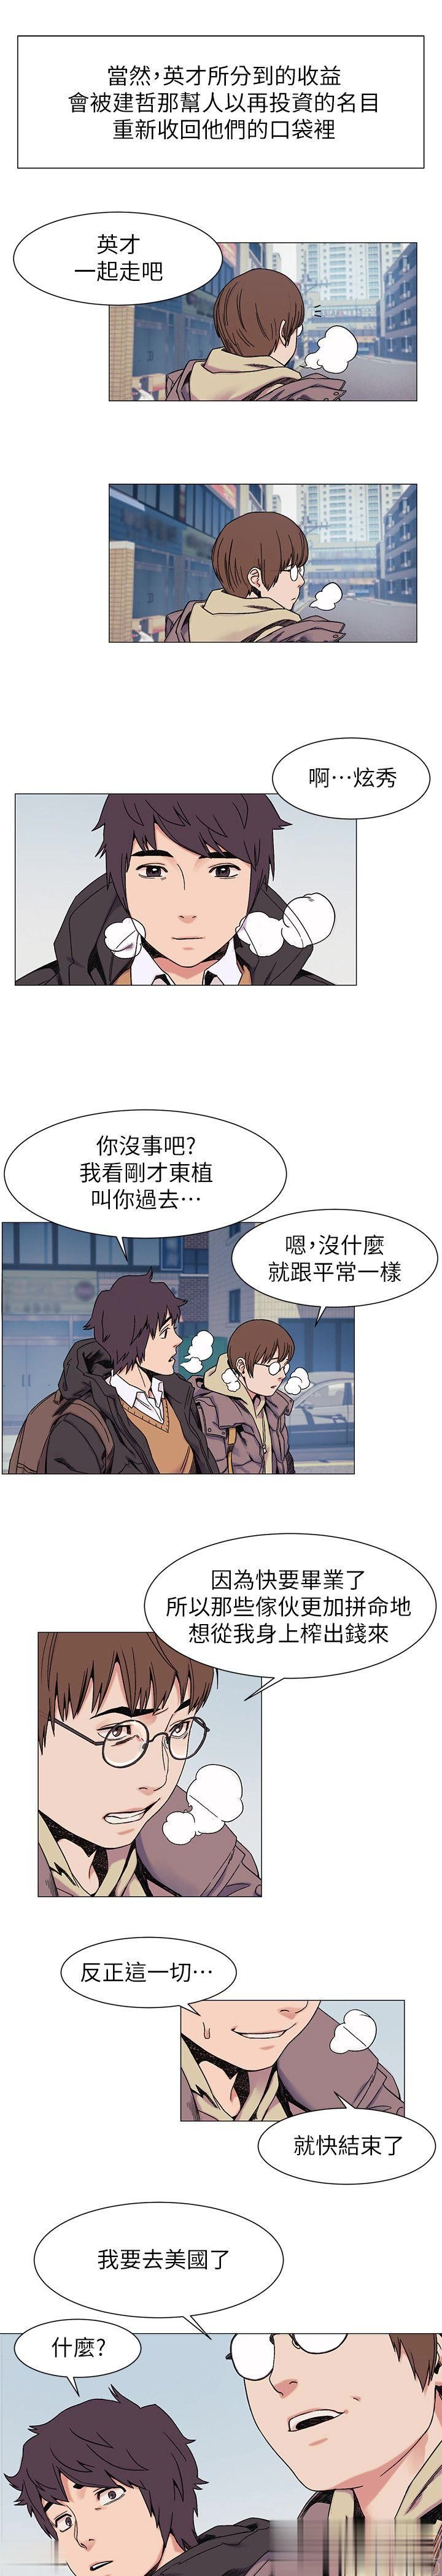 當然，英才所分到的收益
會被建哲那幫人以再投資的名目
重新收回他們的口袋裡
英才
一起走吧
啊…炫秀
你沒事吧？
我看剛才東植
叫你過去…
嗯，沒什麼
就跟平常一樣
因為快要畢業了
所以那些傢伙更加拼命地
想從我身上榨出錢來
反正這一切…
就快結束了
我要去美國了
什麼？